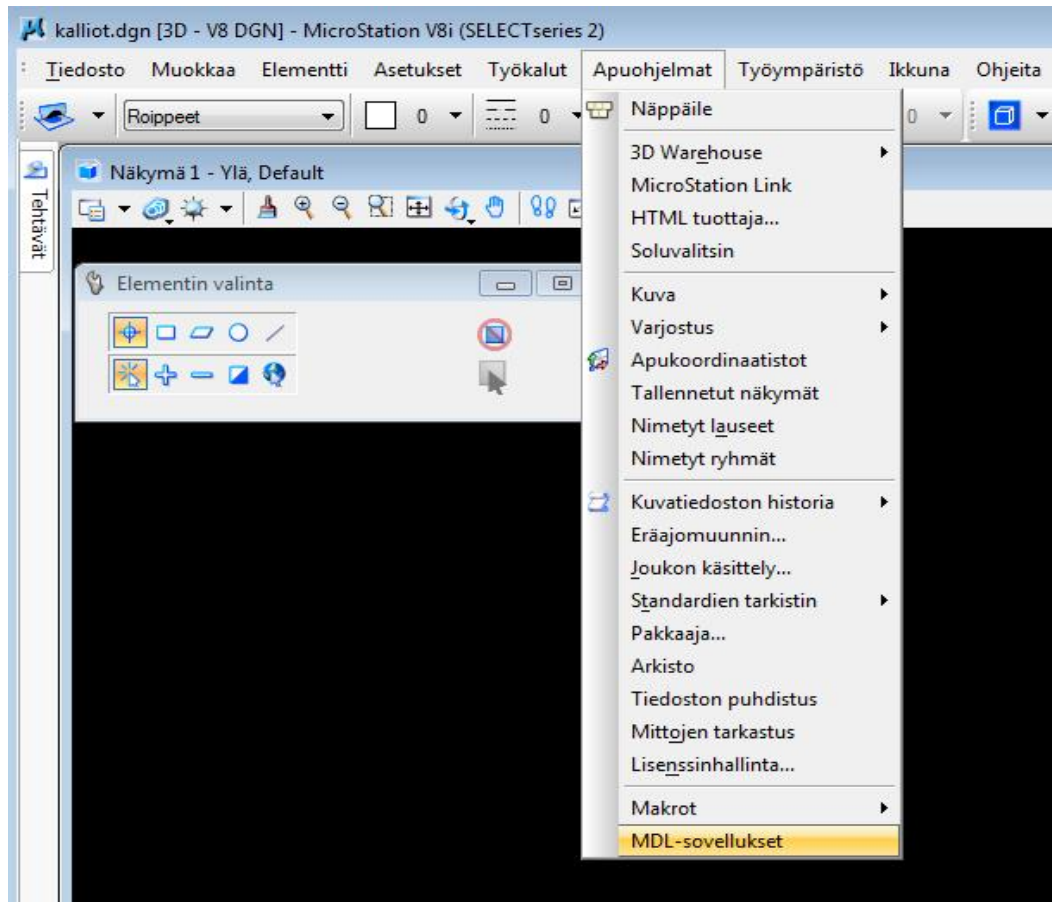 kalliot.dgn [3D - V8 DGN] - MicroStation V8i (SELECTseries 2)
Tiedosto Muokkaa Elementti Asetukset Työkalut Apuohjelmat Työympäristö Ikkuna Ohjeita
Roippeet 0 0 0
Tehtävät
Näkymä 1 - Ylä, Default
Elementin valinta
Näppäile
3D Warehouse
MicroStation Link
HTML tuottaja...
Soluvalitsin
Kuva
Varjostus
Apukoordinaatistot
Tallennetut näkymät
Nimetyt lauseet
Nimetyt ryhmät
Kuvatiedoston historia
Eräajomuunnin...
Joukon käsittely...
Standardien tarkistin
Pakkaaja...
Arkisto
Tiedoston puhdistus
Mittojen tarkastus
Lisenssinhallinta...
Makrot
MDL-sovellukset